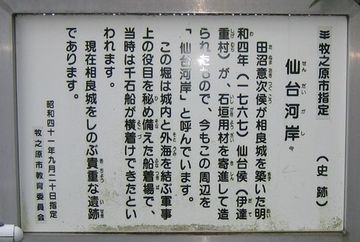 牧之原市指定
(史跡)
仙台河岸
せんだいがし
田沼意次侯が相良城を築いた明
和四年(一七六七)仙台侯(伊達
重村)が、石垣用材を寄進して造
られたもので、今もこの周辺を
「仙台河岸」と呼んでいます。
この堀は城内と外海を結ぶ軍事
上の役目を秘め備えた船着場で、
当時は千石船が横着けできたとい
われます。
現在相良城をしのぶ貴重な遺跡
であります。
昭和四十一年九月二十日指定
牧之原市教育委員会